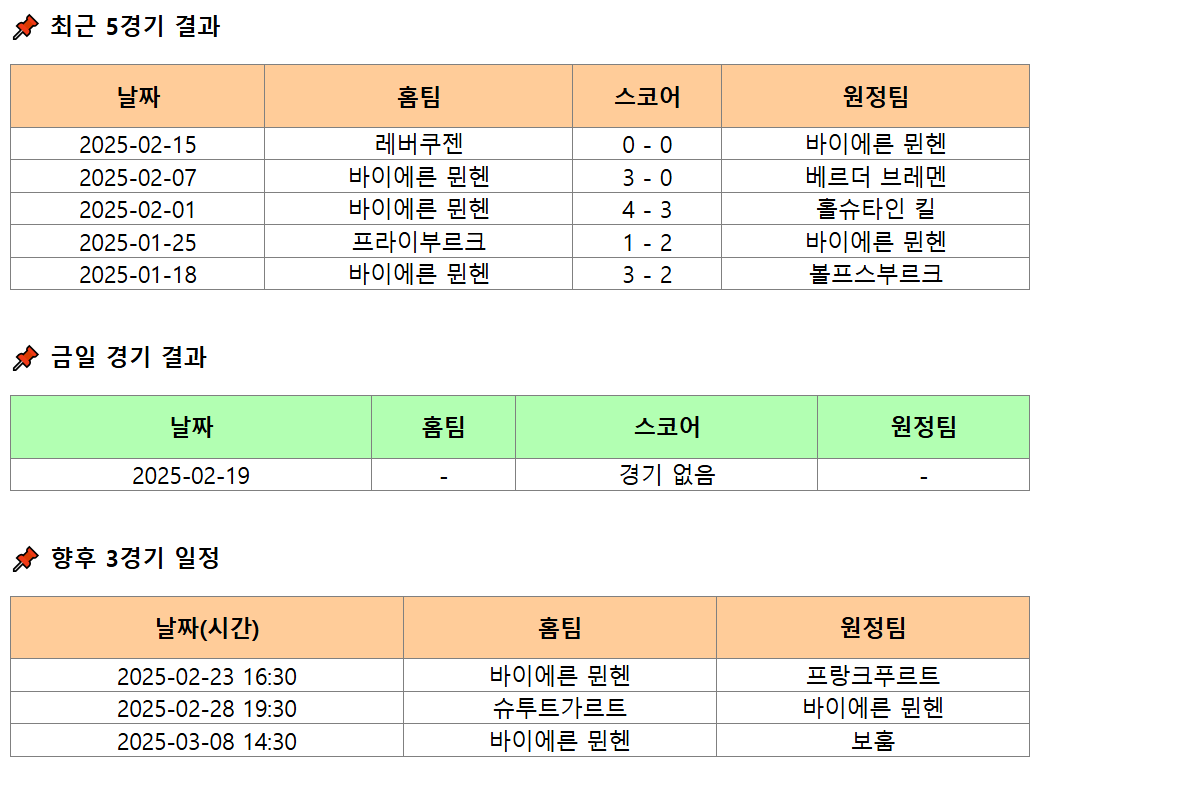 📌 최근 5경기 결과
날짜 홈팀 스코어 원정팀
2025-02-15 레버쿠젠 0 - 0 바이에른 뮌헨
2025-02-07 바이에른 뮌헨 3 - 0 베르더 브레멘
2025-02-01 바이에른 뮌헨 4 - 3 홀슈타인 킬
2025-01-25 프라이부르크 1 - 2 바이에른 뮌헨
2025-01-18 바이에른 뮌헨 3 - 2 볼프스부르크
📌 금일 경기 결과
날짜 홈팀 스코어 원정팀
2025-02-19 - 경기 없음 -
📌 향후 3경기 일정
날짜(시간) 홈팀 원정팀
2025-02-23 16:30 바이에른 뮌헨 프랑크푸르트
2025-02-28 19:30 슈투트가르트 바이에른 뮌헨
2025-03-08 14:30 바이에른 뮌헨 보훔